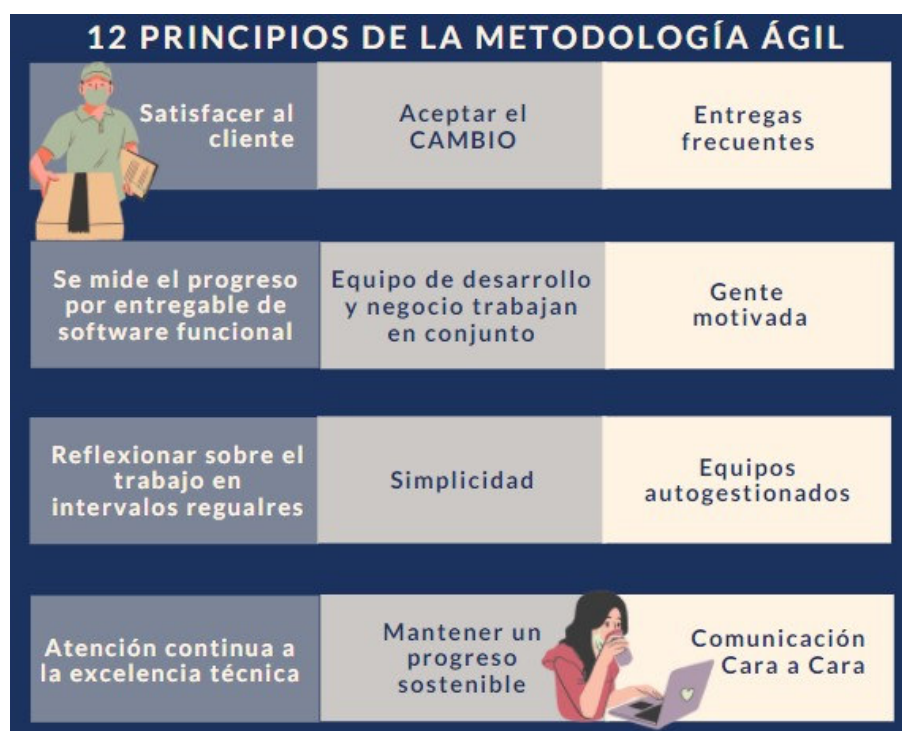 12 PRINCIPIOS DE LA METODOLOGÍA ÁGIL
Satisfacer al
cliente
Aceptar el
CAMBIO
Entregas
frecuentes
Se mide el progreso
por entregable de
software funcional
Equipo de desarrollo
y negocio trabajan
en conjunto
Gente
motivada
Reflexionar sobre el
trabajo en
intervalos regualres
Simplicidad
Equipos
autogestionados
Atención continua a
la excelencia técnica
Mantener un
progreso
sostenible
Comunicación
Cara a Cara